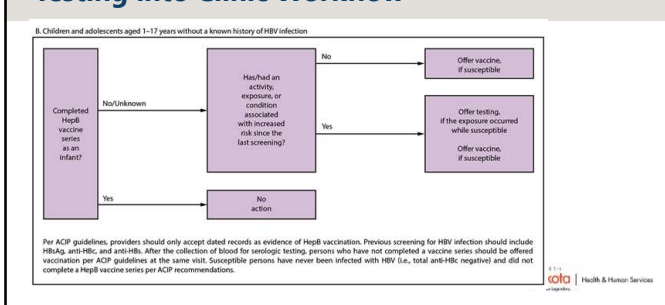 Testing into Clinic Workflow
B. Children and adolescents aged 1–17 years without a known history of HBV infection
Completed
HepB
vaccine
series
as an
infant?
No/Unknown
Has/had an
activity,
exposure, or
condition
associated
with increased
risk since the
last screening?
No
Offer vaccine,
if susceptible
Yes
Offer testing,
if the exposure occurred
while susceptible
Offer vaccine,
if susceptible
Yes
No
action
Per ACIP guidelines, providers should only accept dated records as evidence of HepB vaccination. Previous screening for HBV infection should include
HBsAg, anti-HBc, and anti-HBs. After the collection of blood for serologic testing, persons who have not completed a vaccine series should be offered
vaccination per ACIP guidelines at the same visit. Susceptible persons have never been infected with HBV (i.e., total anti-HBc negative) and did not
complete a HepB vaccine series per ACIP recommendations.
kota | Health & Human Services